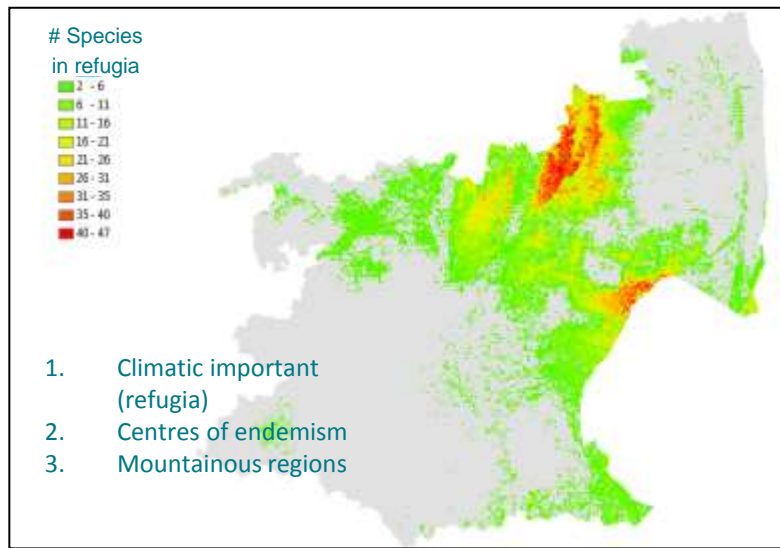 # Species
in refugia
2 - 6
6 - 11
11 - 16
16 - 21
21 - 26
26 - 31
31 - 35
35 - 40
40 - 47
1. Climatic important
(refugia)
2. Centres of endemism
3. Mountainous regions